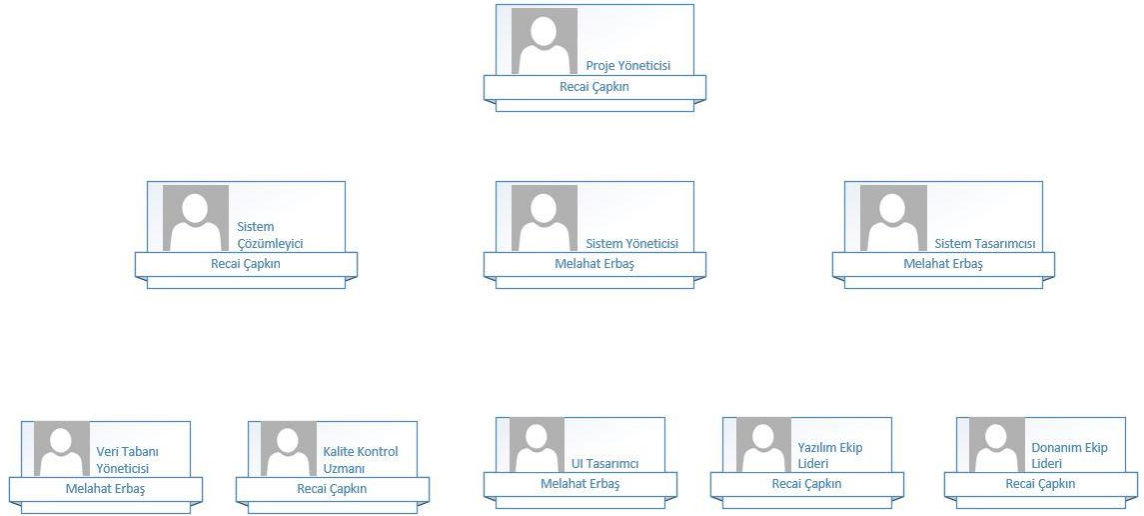 Proje Yöneticisi
Recai Çapkın
Sistem
Çözümleyici
Recai Çapkın
Sistem Yöneticisi
Melahat Erbaş
Sistem Tasarımcısı
Melahat Erbaş
Veri Tabanı
Yöneticisi
Melahat Erbaş
Kalite Kontrol
Uzmanı
Recai Çapkın
UI Tasarımcı
Melahat Erbaş
Yazılım Ekip
Lideri
Recai Çapkın
Donanım Ekip
Lideri
Recai Çapkın